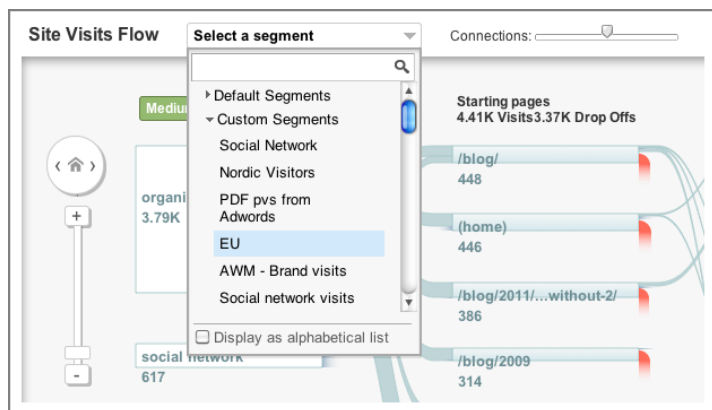 Site Visits Flow
Select a segment
Connections:
Default Segments
Custom Segments
Social Network
Nordic Visitors
PDF pvs from
Adwords
EU
AWM - Brand visits
Social network visits
Display as alphabetical list
3.79K
social network
617
+
-
Starting pages
4.41K Visits3.37K Drop Offs
/blog/
448
(home)
446
/blog/2011/...without-2/
386
/blog/2009
314